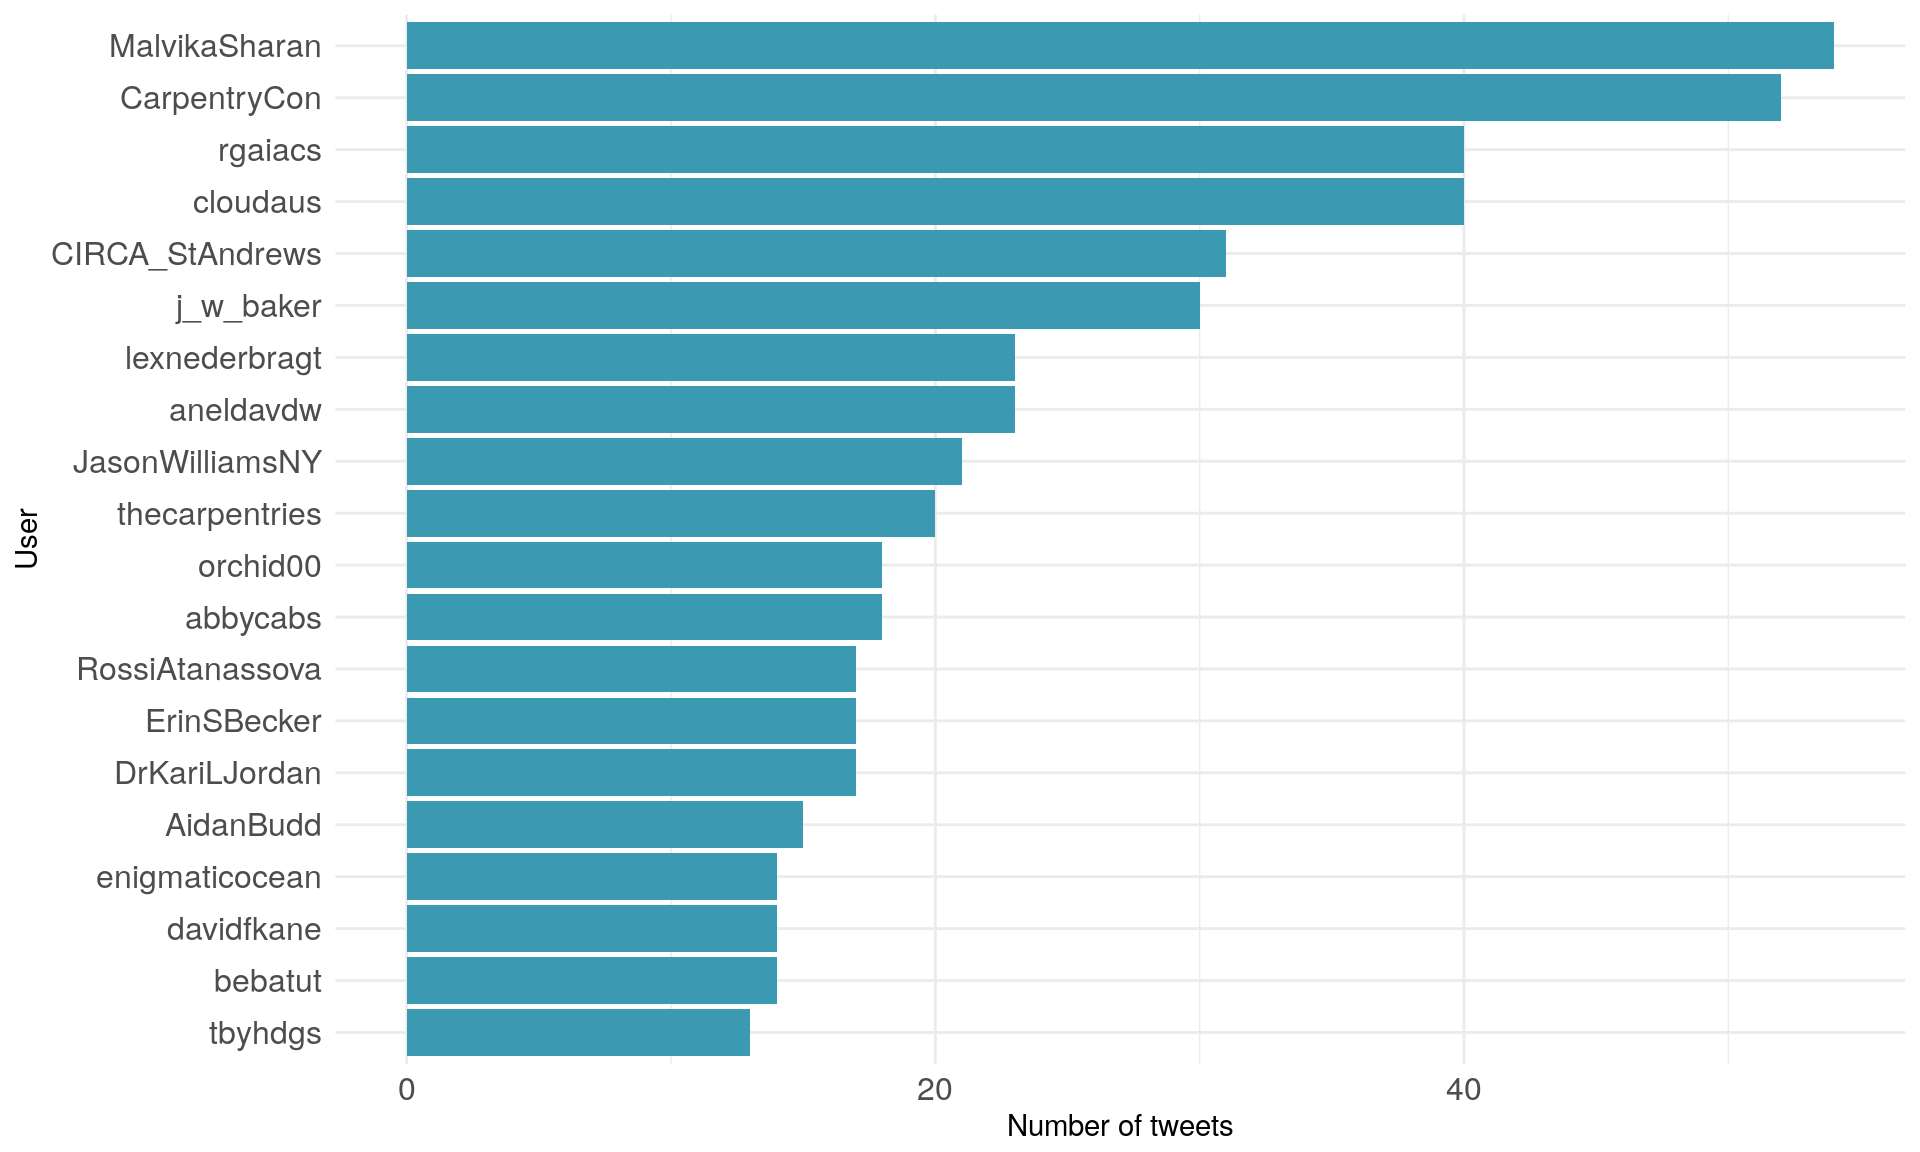 MalvikaSharan
CarpentryCon
rgaiacs
cloudaus
CIRCA_StAndrews
j_w_baker
lexnederbragt
aneldavdw
JasonWilliamsNY
thecarpentries
orchid00
abbycabs
RossiAtanassova
ErinSBecker
DrKariLJordan
AidanBudd
enigmaticocean
davidfkane
bebatut
tbyhdgs
User
0 20 40
Number of tweets